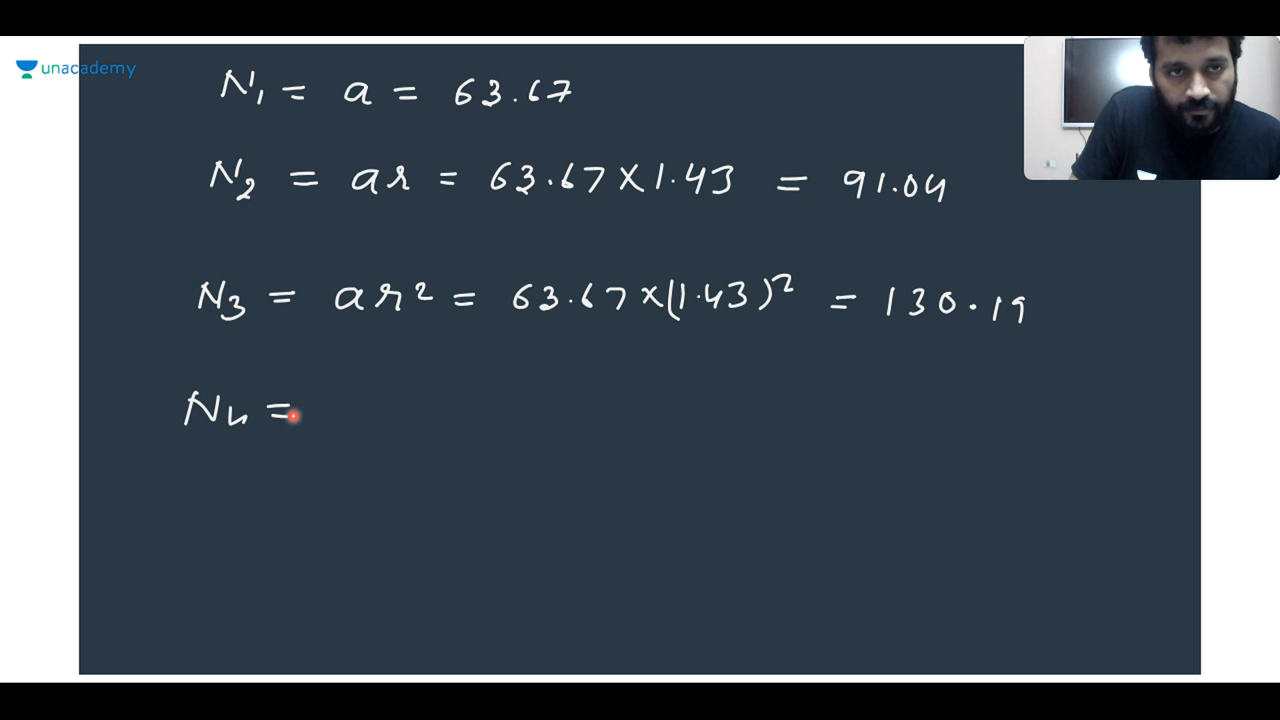 unacademy
N₁ = a = 63.67
N₂ = ar = 63.67 × 1.43 = 91.04
N₃ = ar² = 63.67 × (1.43)² = 130.19
N₄ =